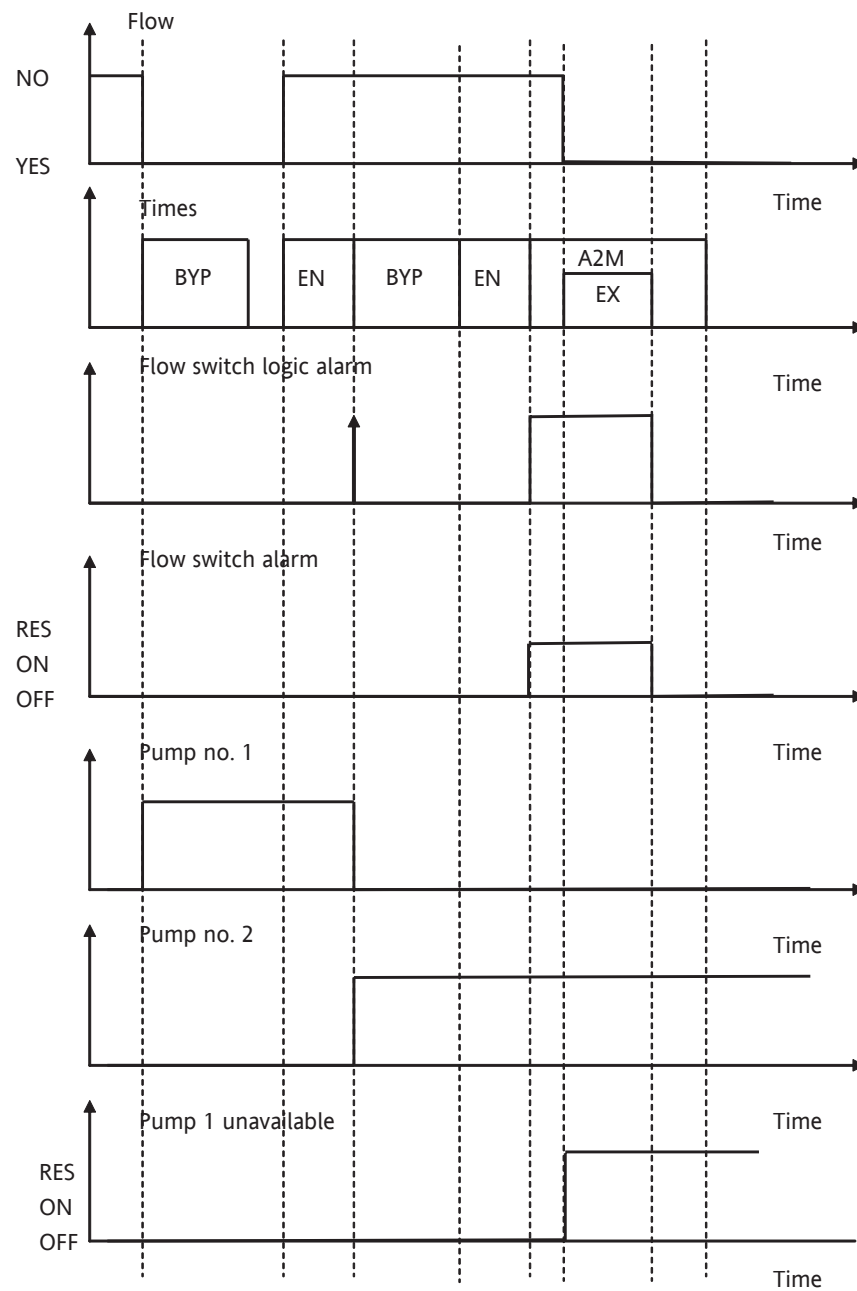 Flow
NO
YES
Time
Times
BYP
EN
BYP
EN
A2M
EX
Flow switch logic alarm
Time
Time
Flow switch alarm
RES
ON
OFF
Pump no. 1
Time
Pump no. 2
Time
Pump 1 unavailable
Time
RES
ON
OFF
Time